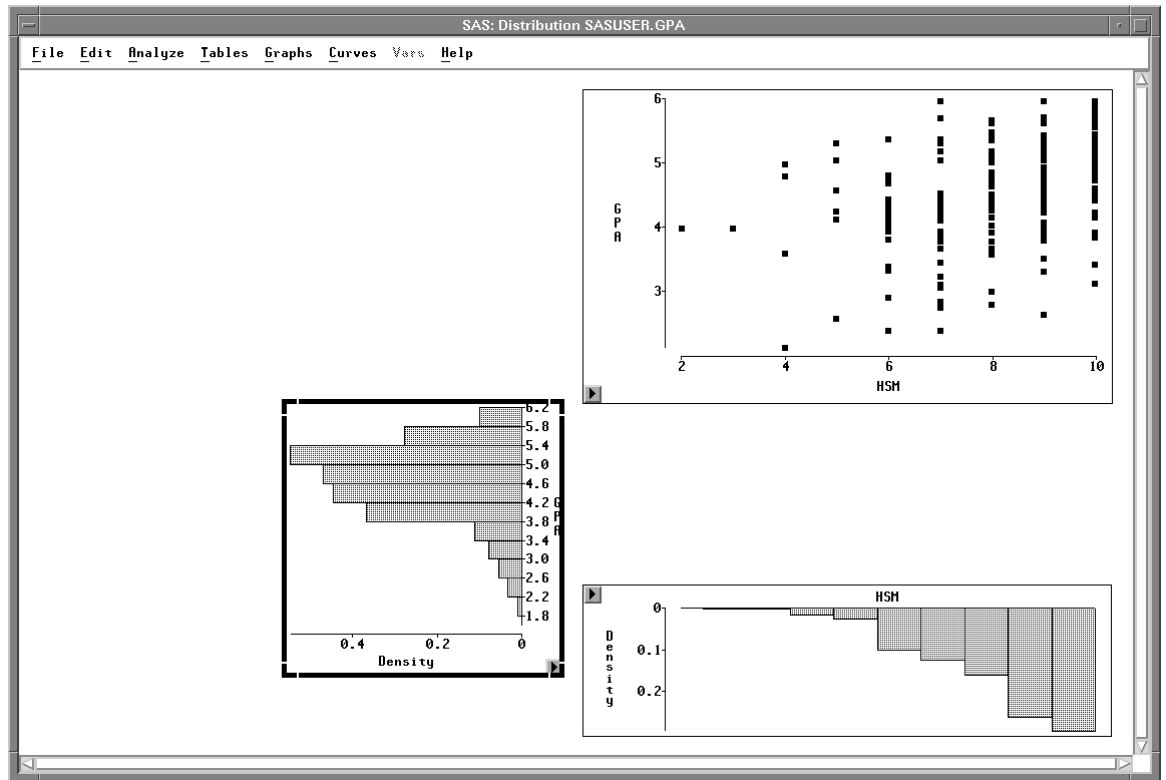 SAS: Distribution SASUSER.GPA
File Edit Analyze Tables Graphs Curves Vars Help
6
5
4
3
GPA
2 4 6 8 10
HSM
6.2
5.8
5.4
5.0
4.6
4.2
3.8
3.4
3.0
2.6
2.2
1.8
GPA
0.4 0.2 0
Density
HSM
0
0.1
0.2
Density